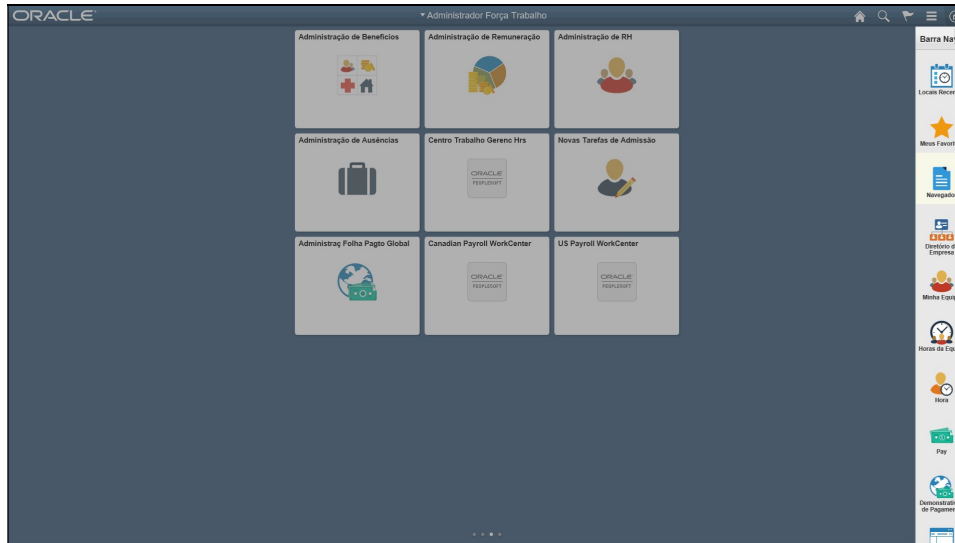 ORACLE
Administrador Força Trabalho
Administração de Benefícios
Administração de Remuneração
Administração de RH
Administração de Ausências
Centro Trabalho Gerenc Hrs
ORACLE
PEOPLESOFT
Novas Tarefas de Admissão
Administraç Folha Pagto Global
Canadian Payroll WorkCenter
ORACLE
PEOPLESOFT
US Payroll WorkCenter
ORACLE
PEOPLESOFT
Barra Nav
Locais Recen
Meus Favorit
Navegado
Diretório d
Empresa
Minha Equip
Horas da Equ
Hora
Pay
Demonstrativ
de Pagamen